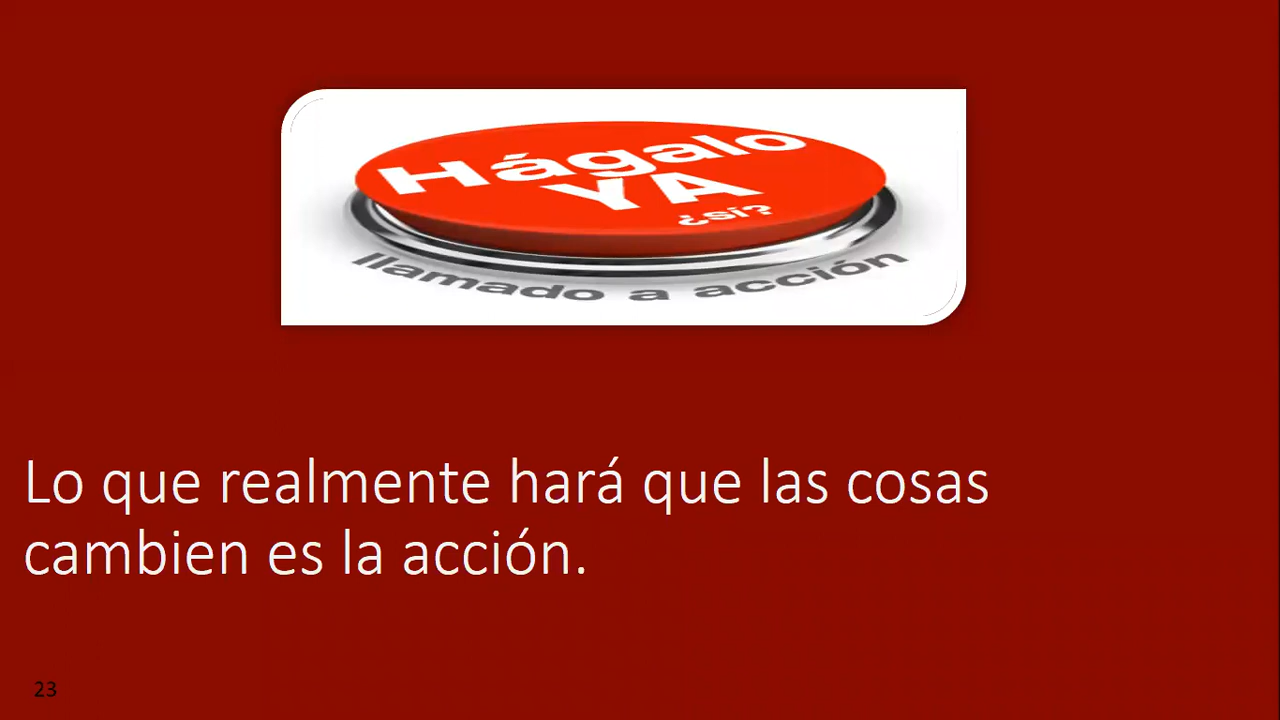 Hágalo
YA
¿sí?
llamado a acción
Lo que realmente hará que las cosas
cambien es la acción.
23